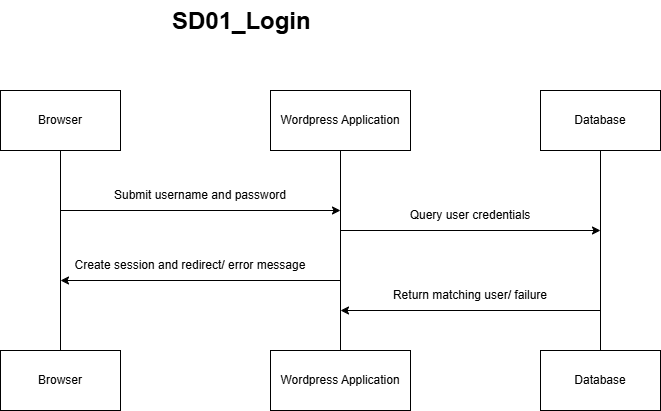 SD01_Login
Browser
Wordpress Application
Database
Submit username and password
Query user credentials
Create session and redirect/ error message
Return matching user/ failure
Browser
Wordpress Application
Database